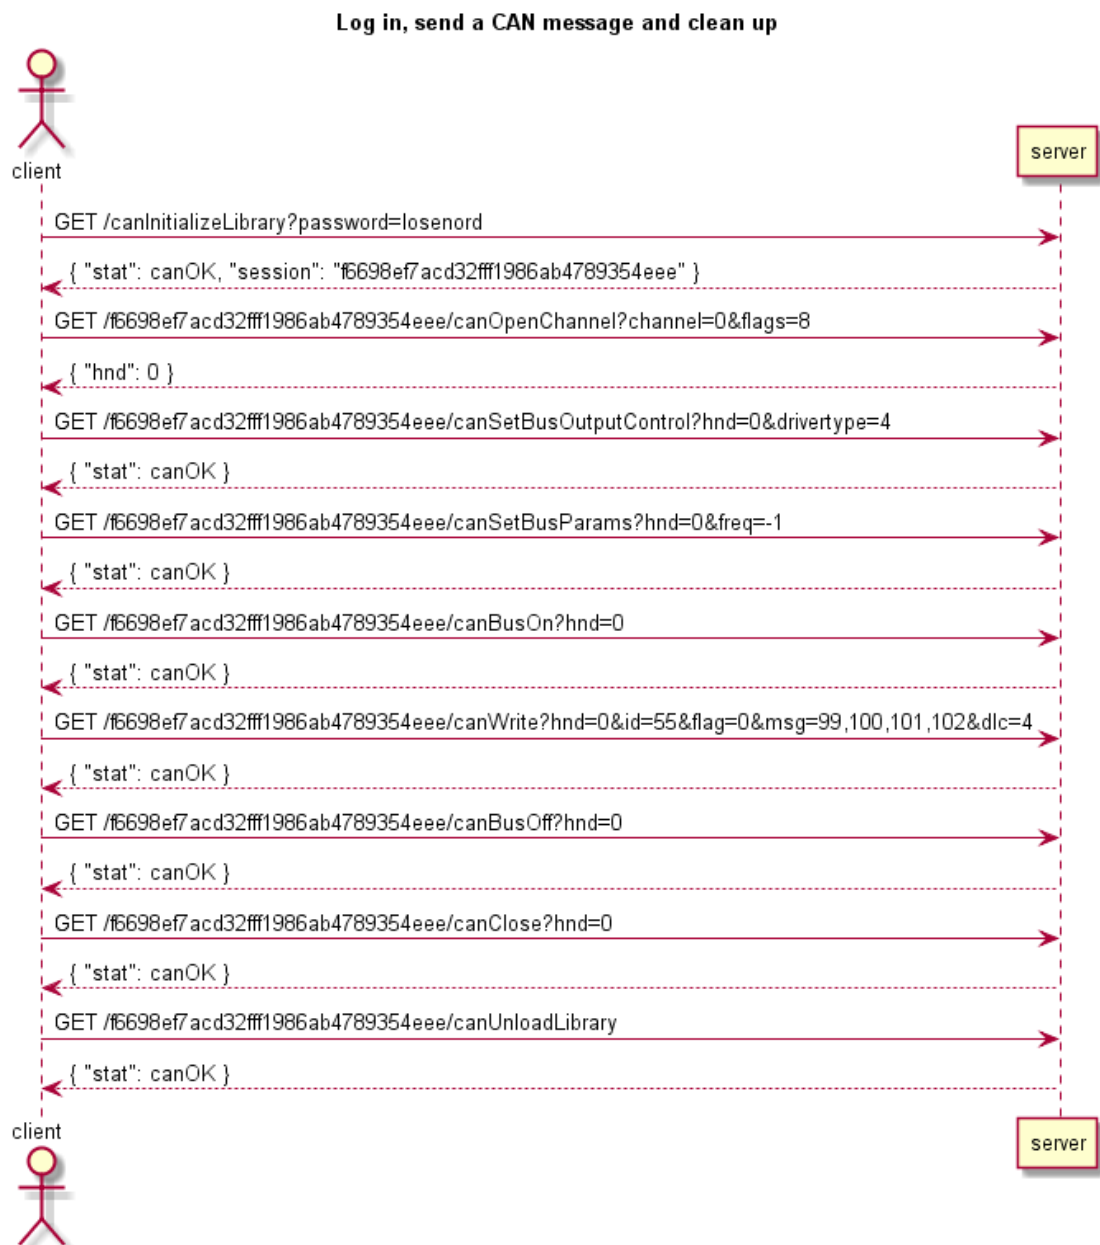 Log in, send a CAN message and clean up
client
server
GET /canInitializeLibrary?password=losenord
{ "stat": canOK, "session": "f6698ef7acd32fff1986ab4789354eee" }
GET /f6698ef7acd32fff1986ab4789354eee/canOpenChannel?channel=0&flags=8
{ "hnd": 0 }
GET /f6698ef7acd32fff1986ab4789354eee/canSetBusOutputControl?hnd=0&drivertype=4
{ "stat": canOK }
GET /f6698ef7acd32fff1986ab4789354eee/canSetBusParams?hnd=0&freq=-1
{ "stat": canOK }
GET /f6698ef7acd32fff1986ab4789354eee/canBusOn?hnd=0
{ "stat": canOK }
GET /f6698ef7acd32fff1986ab4789354eee/canWrite?hnd=0&id=55&flag=0&msg=99,100,101,102&dlc=4
{ "stat": canOK }
GET /f6698ef7acd32fff1986ab4789354eee/canBusOff?hnd=0
{ "stat": canOK }
GET /f6698ef7acd32fff1986ab4789354eee/canClose?hnd=0
{ "stat": canOK }
GET /f6698ef7acd32fff1986ab4789354eee/canUnloadLibrary
{ "stat": canOK }
client
server